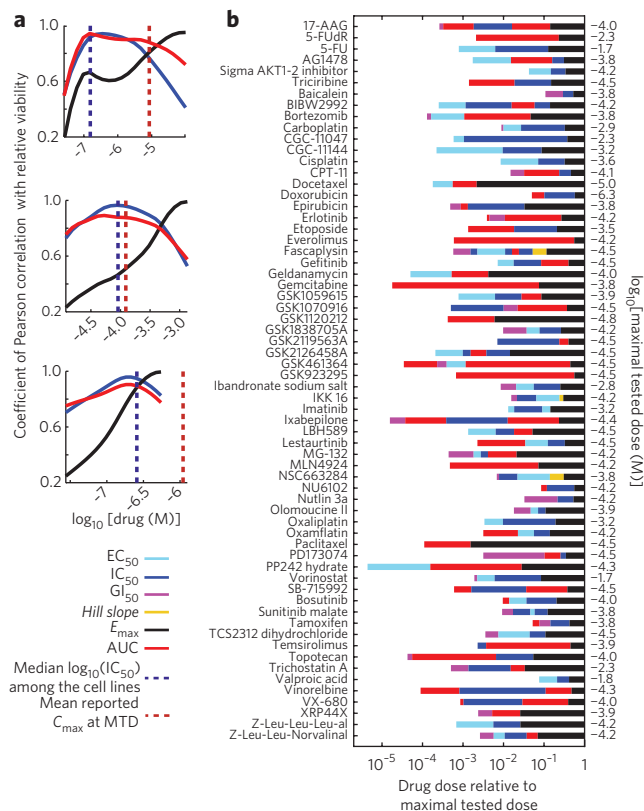 a
b
Coefficient of Pearson correlation with relative viability
1.0
0.6
0.2
-7
-6
-5
1.0
0.6
0.2
-4.5
-4.0
-3.5
-3.0
1.0
0.6
0.2
-7
-6.5
-6
log10 [drug (M)]
EC50
IC50
GI50
Hill slope
Emax
AUC
Median log10(IC50)
among the cell lines
Mean reported
Cmax at MTD
17-AAG -4.0
5-FUdR -2.3
5-FU -1.7
AG1478 -3.8
Sigma AKT1-2 inhibitor -4.2
Triciribine -4.5
Baicalein -3.8
BIBW2992 -4.2
Bortezomib -3.8
Carboplatin -2.9
CGC-11047 -2.3
CGC-11144 -3.2
Cisplatin -3.6
CPT-11 -4.1
Docetaxel -5.0
Doxorubicin -6.3
Epirubicin -3.8
Erlotinib -4.2
Etoposide -3.5
Everolimus -4.2
Fascaplysin -4.5
Gefitinib -4.5
Geldanamycin -4.0
Gemcitabine -3.8
GSK1059615 -3.9
GSK1070916 -4.5
GSK1120212 -4.8
GSK1838705A -4.2
GSK2119563A -4.2
GSK2126458A -4.5
GSK461364 -4.5
GSK923295 -4.5
Ibandronate sodium salt -2.8
IKK 16 -4.2
Imatinib -3.2
Ixabepilone -4.4
LBH589 -4.5
Lestaurtinib -4.5
MG-132 -4.2
MLN4924 -4.2
NSC663284 -3.8
NU6102 -4.2
Nutlin 3a -4.2
Olomoucine II -3.9
Oxaliplatin -3.2
Oxamflatin -4.2
Paclitaxel -4.5
PD173074 -4.5
PP242 hydrate -4.3
Vorinostat -1.7
SB-715992 -4.5
Bosutinib -4.0
Sunitinib malate -3.8
Tamoxifen -3.8
TCS2312 dihydrochloride -4.5
Temsirolimus -3.9
Topotecan -4.0
Trichostatin A -2.3
Valproic acid -1.8
Vinorelbine -4.3
VX-680 -4.0
XRP44X -3.9
Z-Leu-Leu-Leu-al -4.2
Z-Leu-Leu-Norvalinal -4.2
log10[maximal tested dose (M)]
10−5
10−4
10−3
10−2
10−1
1
Drug dose relative to
maximal tested dose